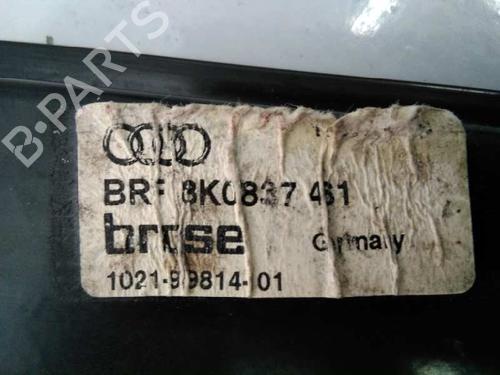 B-PARTS
BRF 8K0837 461
brose
Germany
1021-99814-01